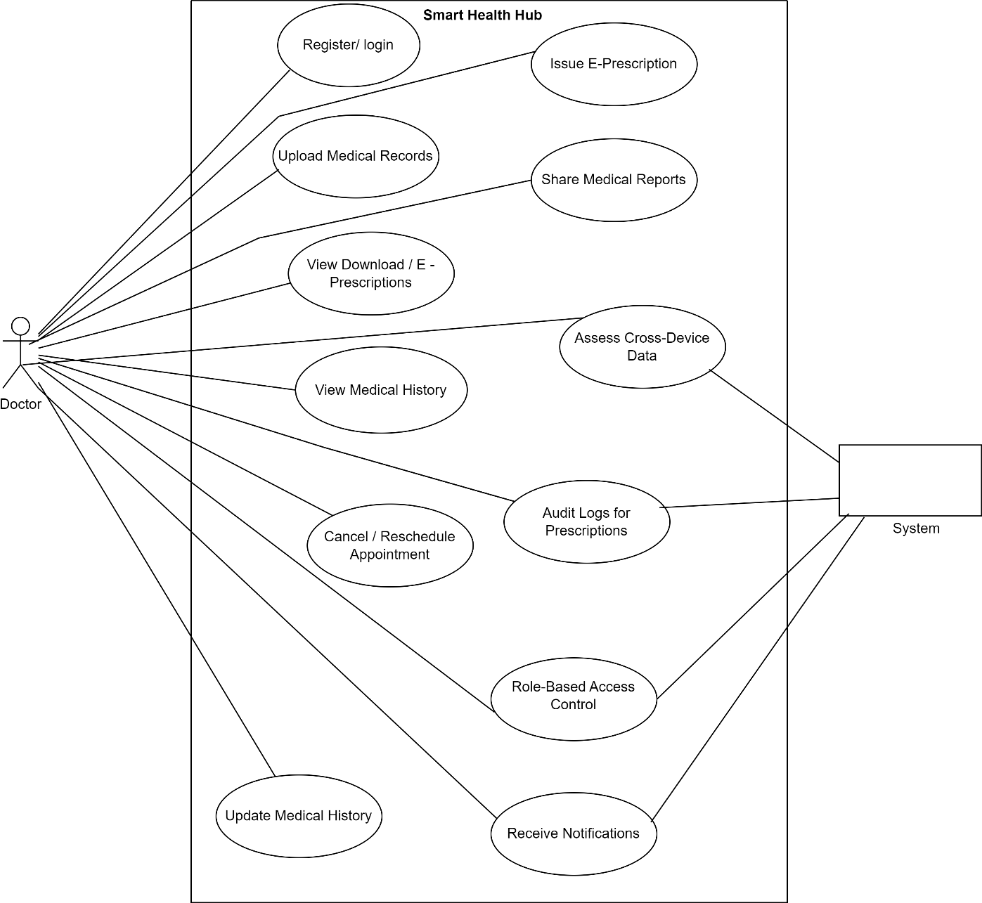 Smart Health Hub
Register/ login
Issue E-Prescription
Upload Medical Records
Share Medical Reports
View Download / E -
Prescriptions
Assess Cross-Device
Data
View Medical History
Doctor
Audit Logs for
Prescriptions
System
Cancel / Reschedule
Appointment
Role-Based Access
Control
Update Medical History
Receive Notifications